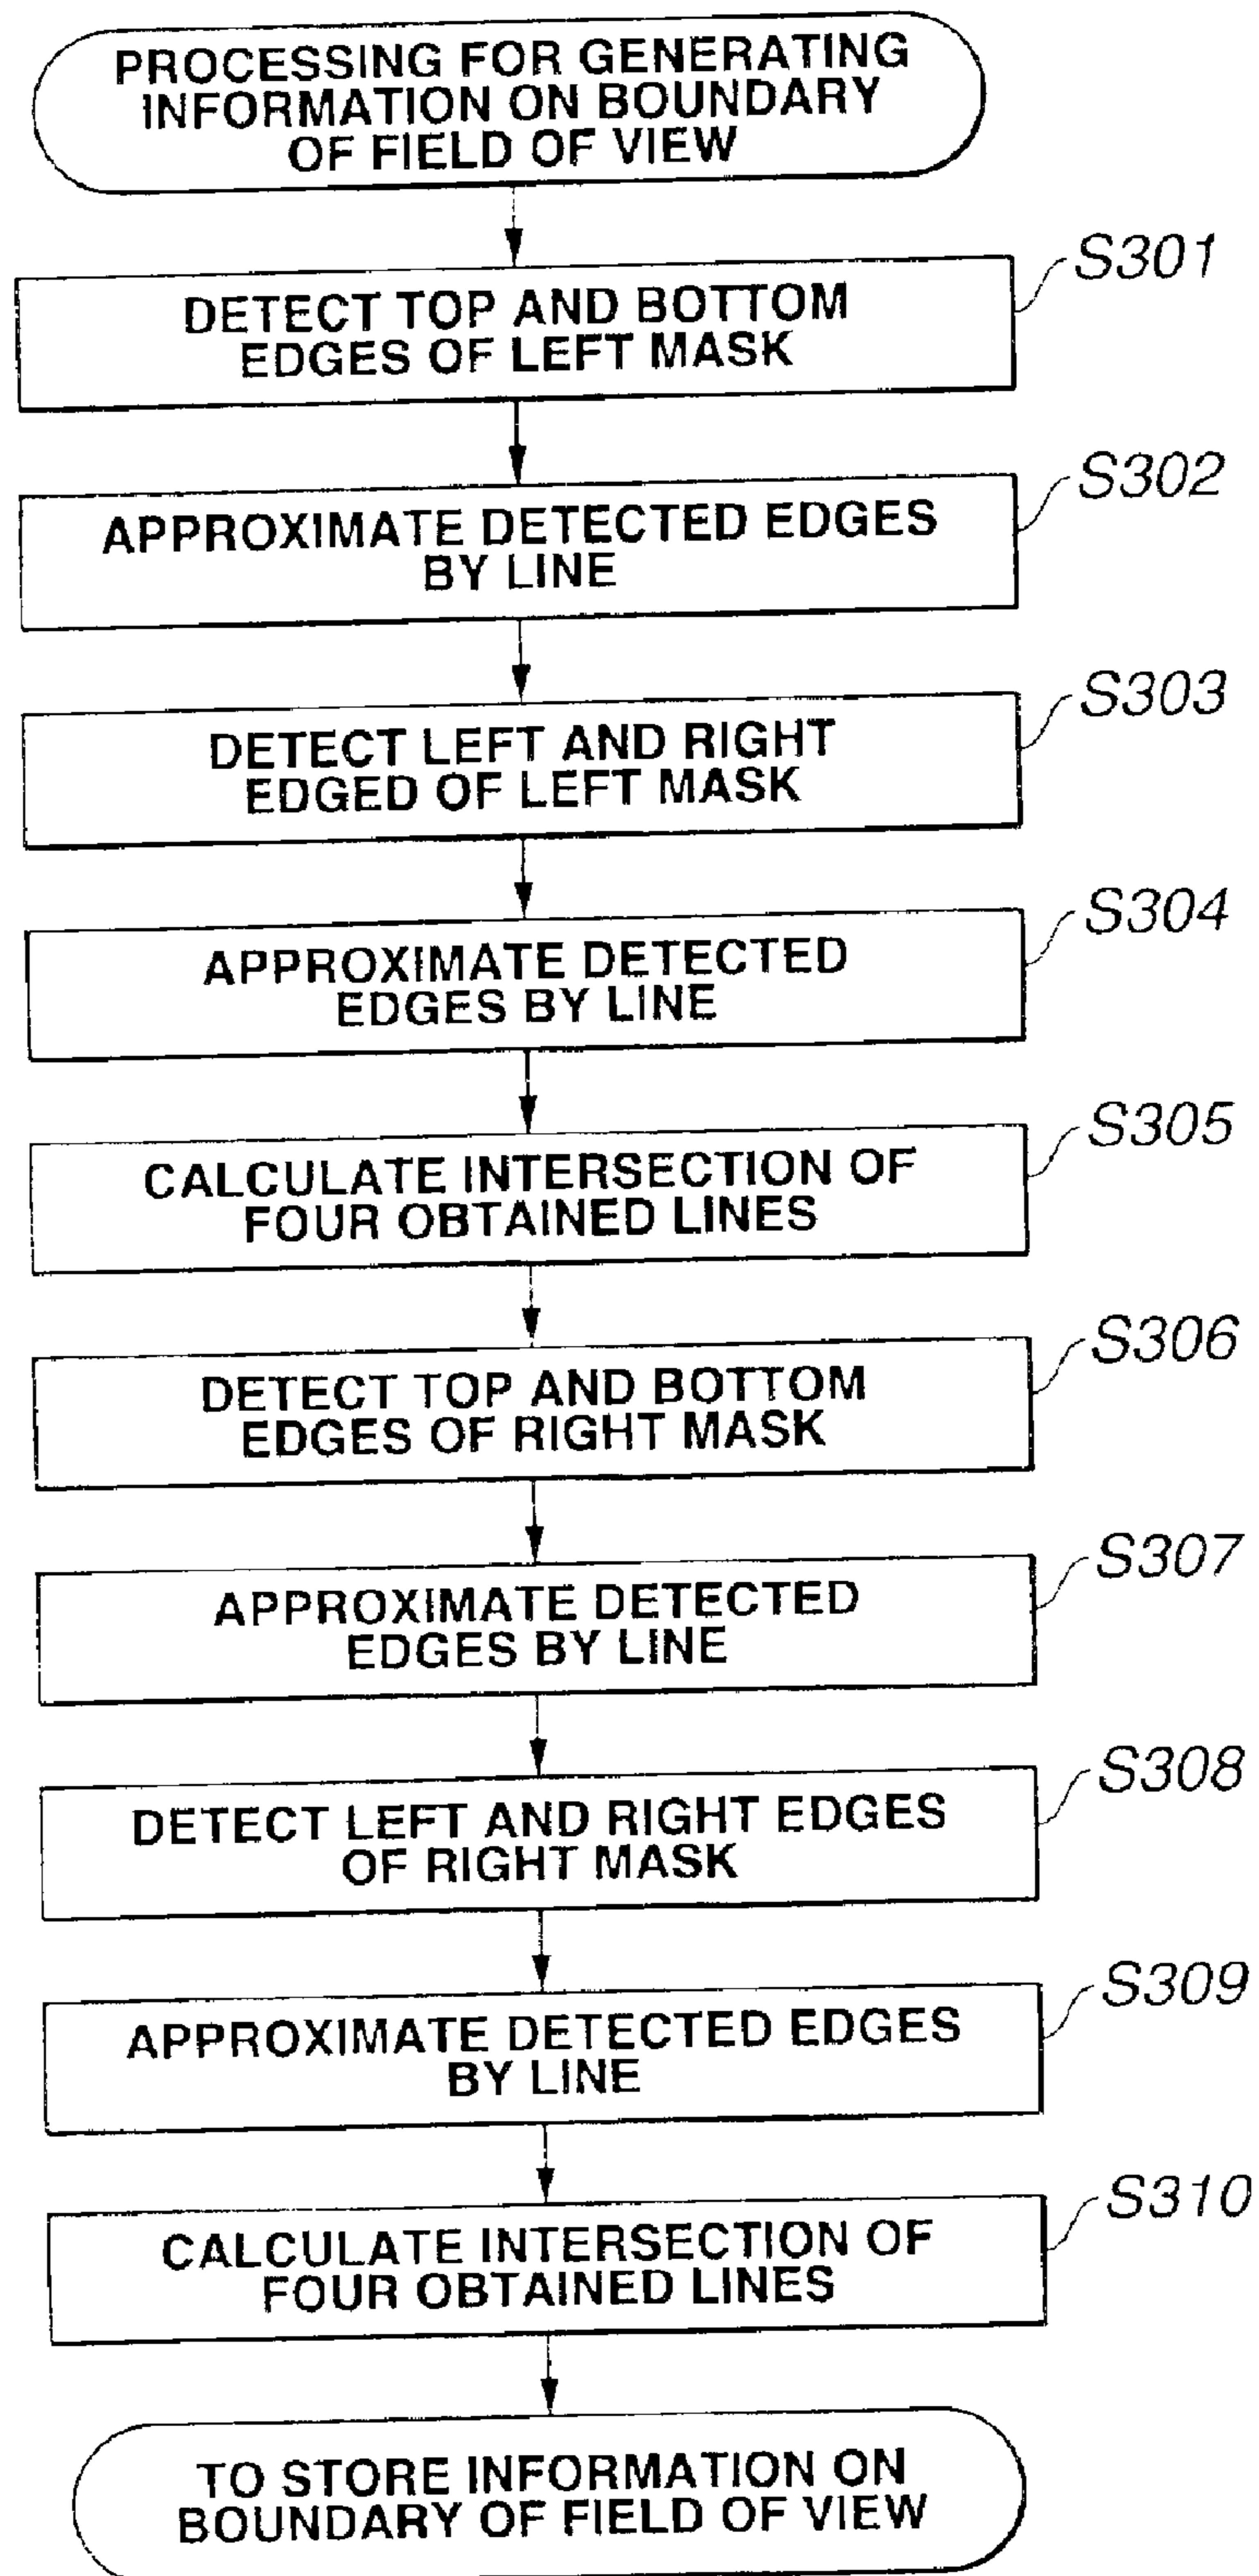 PROCESSING FOR GENERATING
INFORMATION ON BOUNDARY
OF FIELD OF VIEW
S301
DETECT TOP AND BOTTOM
EDGES OF LEFT MASK
S302
APPROXIMATE DETECTED EDGES
BY LINE
S303
DETECT LEFT AND RIGHT
EDGED OF LEFT MASK
S304
APPROXIMATE DETECTED
EDGES BY LINE
S305
CALCULATE INTERSECTION OF
FOUR OBTAINED LINES
S306
DETECT TOP AND BOTTOM
EDGES OF RIGHT MASK
S307
APPROXIMATE DETECTED
EDGES BY LINE
S308
DETECT LEFT AND RIGHT EDGES
OF RIGHT MASK
S309
APPROXIMATE DETECTED EDGES
BY LINE
S310
CALCULATE INTERSECTION OF
FOUR OBTAINED LINES
TO STORE INFORMATION ON
BOUNDARY OF FIELD OF VIEW